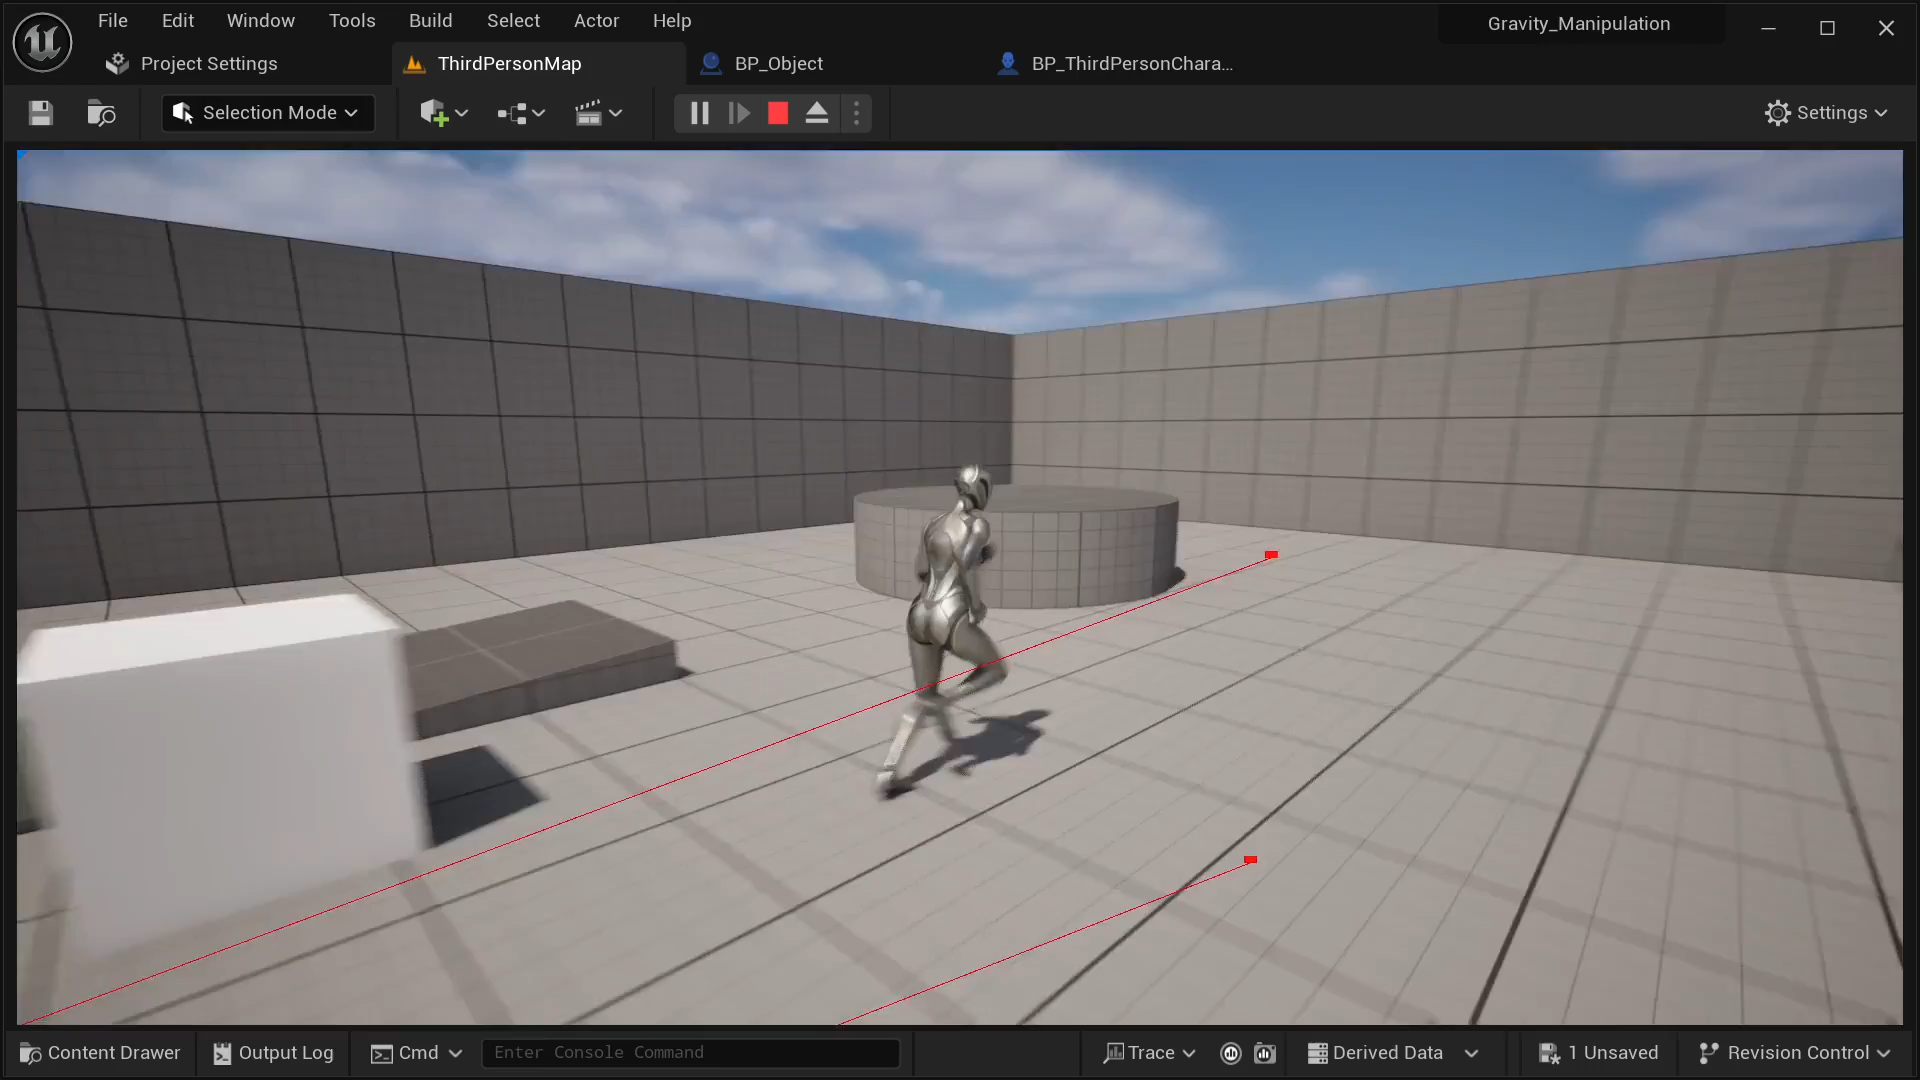 File Edit Window Tools Build Select Actor Help
Gravity_Manipulation
Project Settings
ThirdPersonMap
BP_Object
BP_ThirdPersonChara...
Selection Mode
Settings
Content Drawer
Output Log
Cmd
Enter Console Command
Trace
Derived Data
1 Unsaved
Revision Control